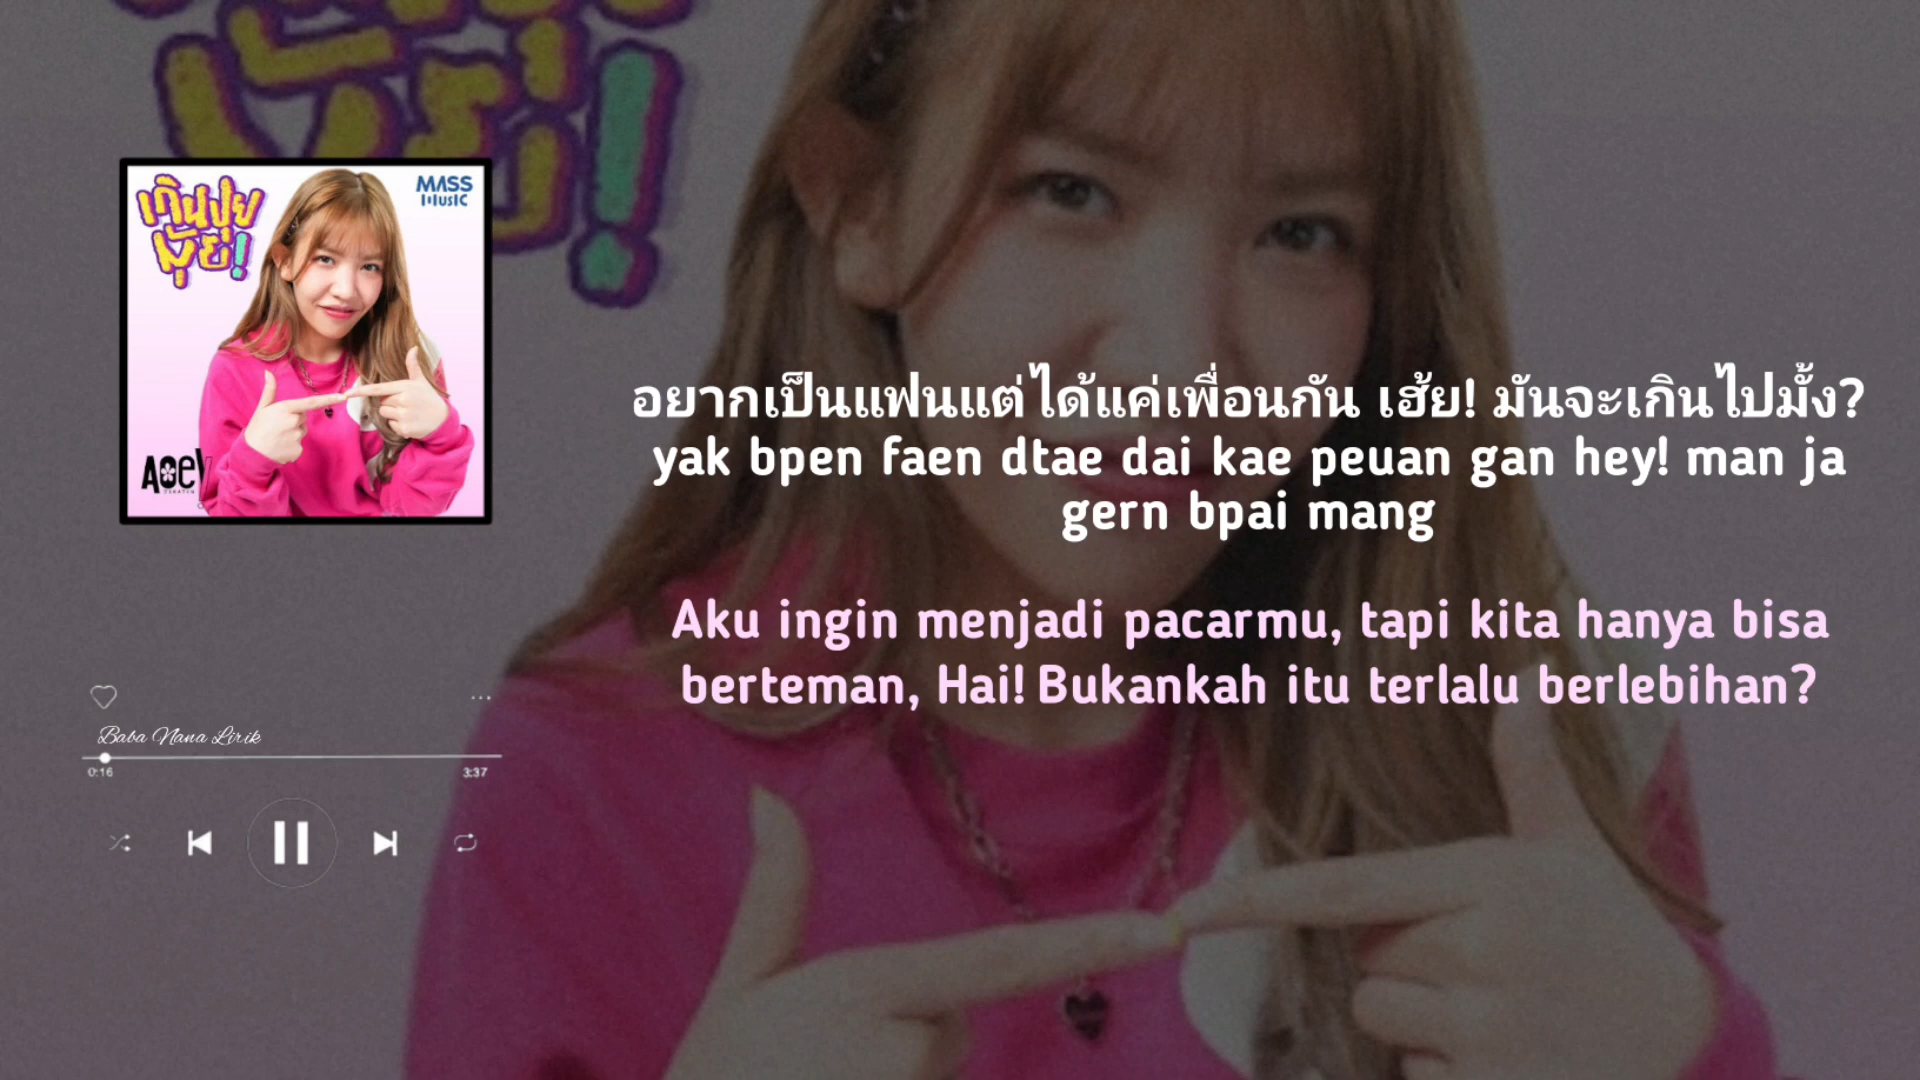 เกินปุย
มุ้ย!
MASS
Music
AOEY
อยากเป็นแฟนแต่ได้แค่เพื่อนกัน เฮ้ย! มันจะเกินไปมั้ง?
yak bpen faen dtae dai kae peuan gan hey! man ja
gern bpai mang
Aku ingin menjadi pacarmu, tapi kita hanya bisa
berteman, Hai! Bukankah itu terlalu berlebihan?
Baba Nana Lirik
0:16
3:37